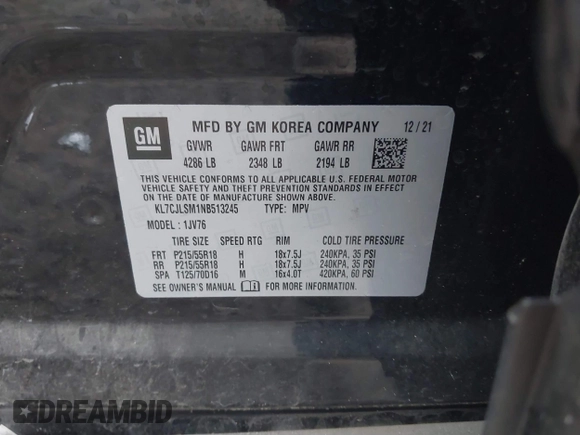 GM MFD BY GM KOREA COMPANY 12/21
GVWR GAWR FRT GAWR RR
4286 LB 2348 LB 2194 LB
THIS VEHICLE CONFORMS TO ALL APPLICABLE U.S. FEDERAL MOTOR
VEHICLE SAFETY, BUMPER, AND THEFT PREVENTION STANDARDS IN EFFECT
ON THE DATE OF MANUFACTURE SHOWN ABOVE.
KL7CJLSM1NB513245 TYPE: MPV
MODEL : 1JV76
TIRE SIZE SPEED RTG RIM COLD TIRE PRESSURE
FRT P215/55R18 H 18x7.5J 240KPA, 35 PSI
RR P215/55R18 H 18x7.5J 240KPA, 35 PSI
SPA T125/70D16 M 16x4.0T 420KPA, 60 PSI
SEE OWNER'S MANUAL FOR MORE INFORMATION.
DREAMBID